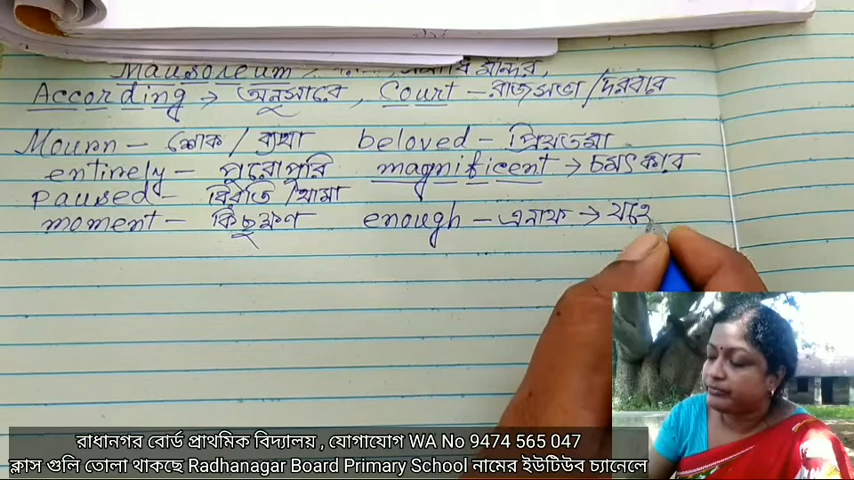 Mausoreum
According → অনুসারে, Court – রাজসভা/দরবারে
Mourn – শোক/ব্যথা beloved – প্রিয়তমা
entirely – পুরোপুরি magnificent → চমৎকার
Paused – বিরতি/থামা
moment – কিছুক্ষণ enough – এনাফ → যথে
রাধানগর বোর্ড প্রাথমিক বিদ্যালয়, যোগাযোগ WA No 9474 565 047
ক্লাস গুলি তোলা থাকছে Radhanagar Board Primary School নামের ইউটিউব চ্যানেলে